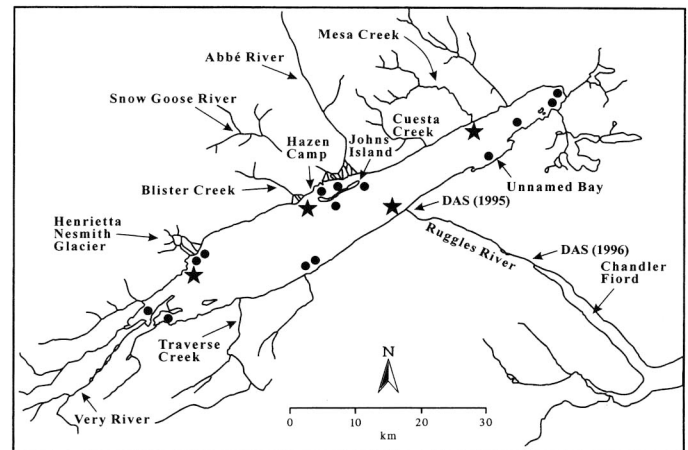 Mesa Creek
Abbé River
Snow Goose River
Hazen
Camp
Johns
Island
Cuesta
Creek
Blister Creek
Unnamed Bay
DAS (1995)
Henrietta
Nesmith
Glacier
Ruggles River
DAS (1996)
Chandler
Fiord
Traverse
Creek
Very River
N
0 10 20 30
km